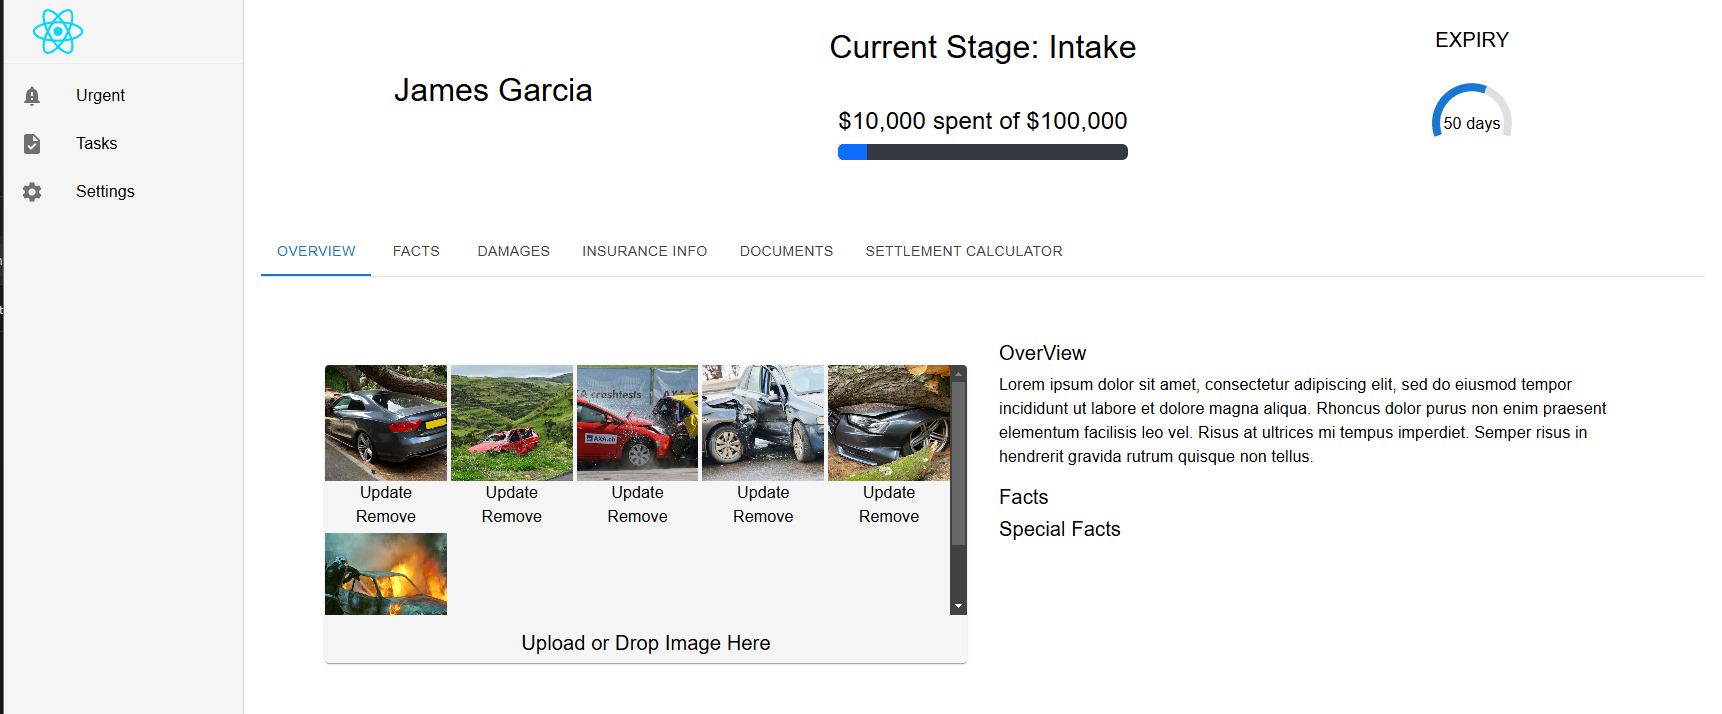 Urgent
Tasks
Settings
James Garcia
Current Stage: Intake
$10,000 spent of $100,000
EXPIRY
50 days
OVERVIEW
FACTS
DAMAGES
INSURANCE INFO
DOCUMENTS
SETTLEMENT CALCULATOR
crashtests
AXA
AXA.ch
Update
Remove
Update
Remove
Update
Remove
Update
Remove
Update
Remove
Upload or Drop Image Here
OverView
Lorem ipsum dolor sit amet, consectetur adipiscing elit, sed do eiusmod tempor
incididunt ut labore et dolore magna aliqua. Rhoncus dolor purus non enim praesent
elementum facilisis leo vel. Risus at ultrices mi tempus imperdiet. Semper risus in
hendrerit gravida rutrum quisque non tellus.
Facts
Special Facts